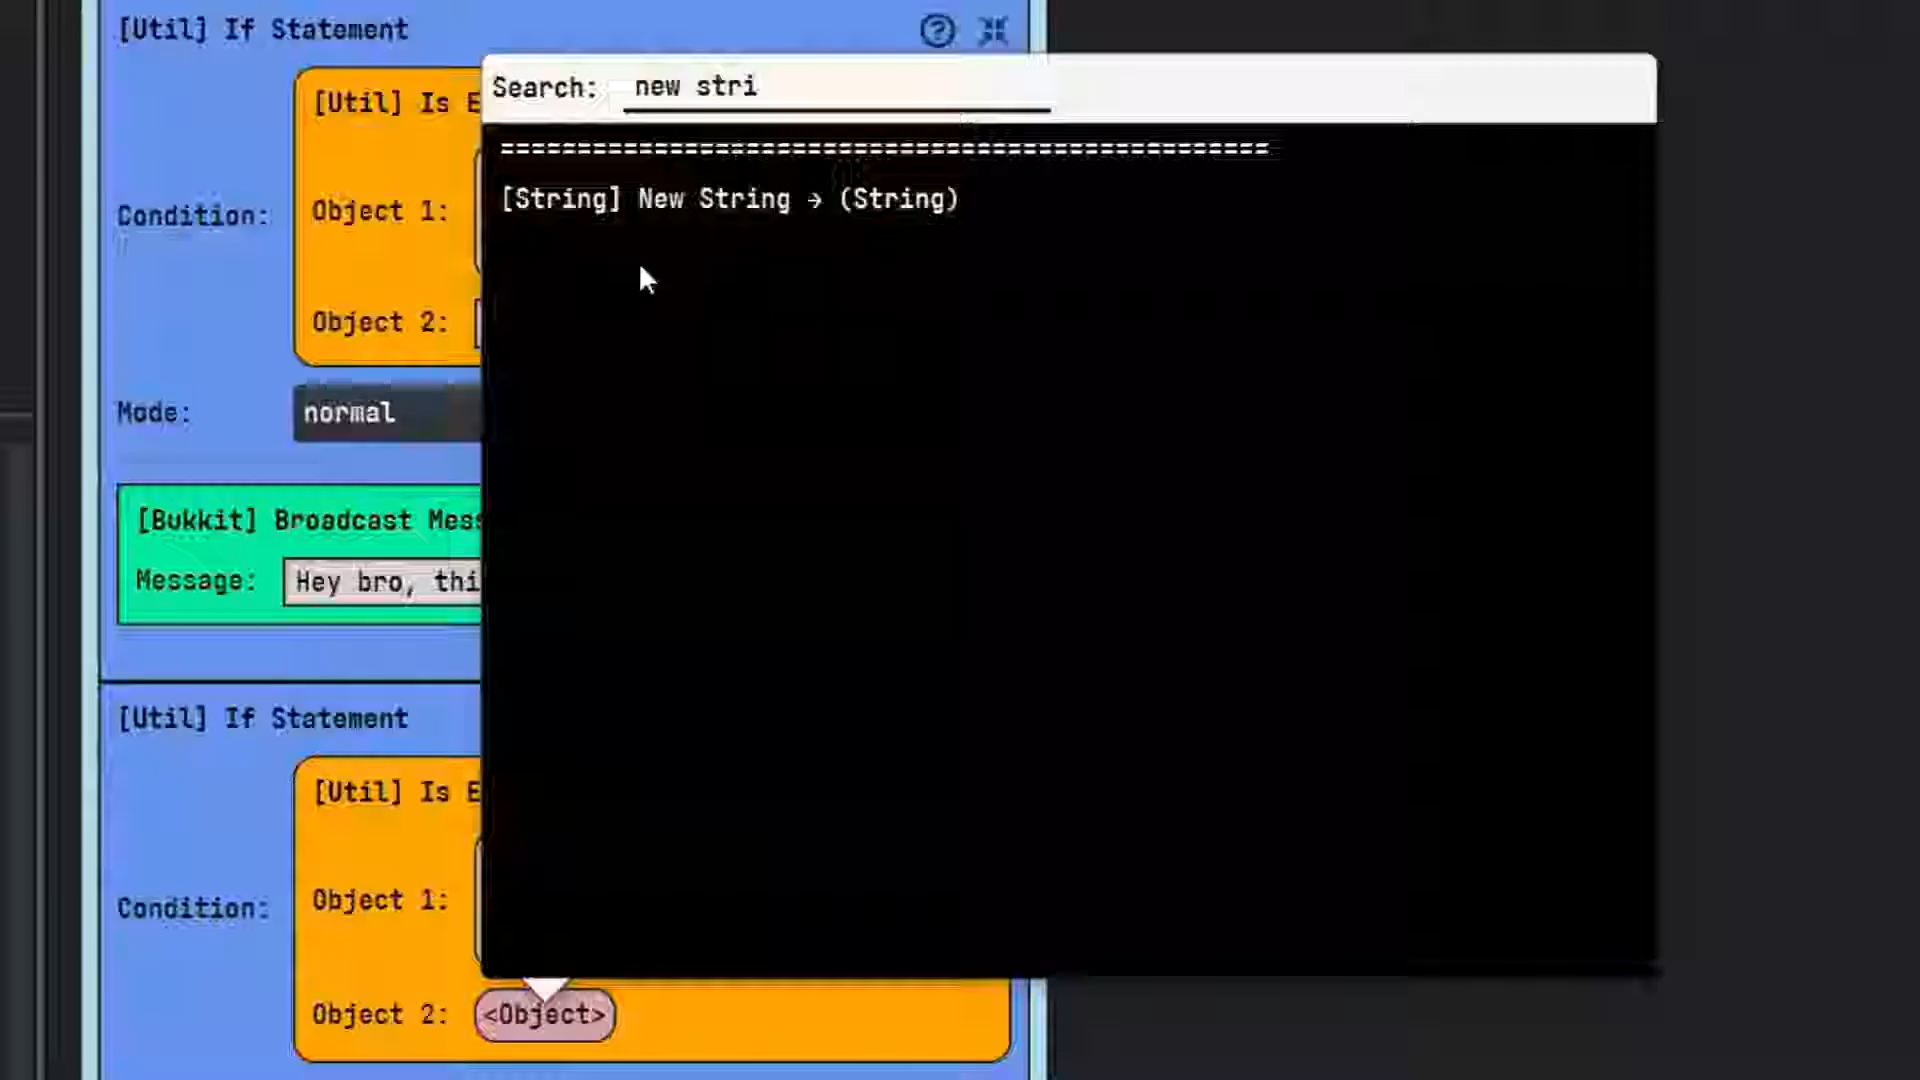 [Util] If Statement
Search: new stri
[Util] Is E
==================================================
[String] New String → (String)
Object 1:
Condition:
Object 2:
Mode: normal
[Bukkit] Broadcast Mess
Message: Hey bro, thi
[Util] If Statement
[Util] Is E
Object 1:
Condition:
Object 2: <Object>